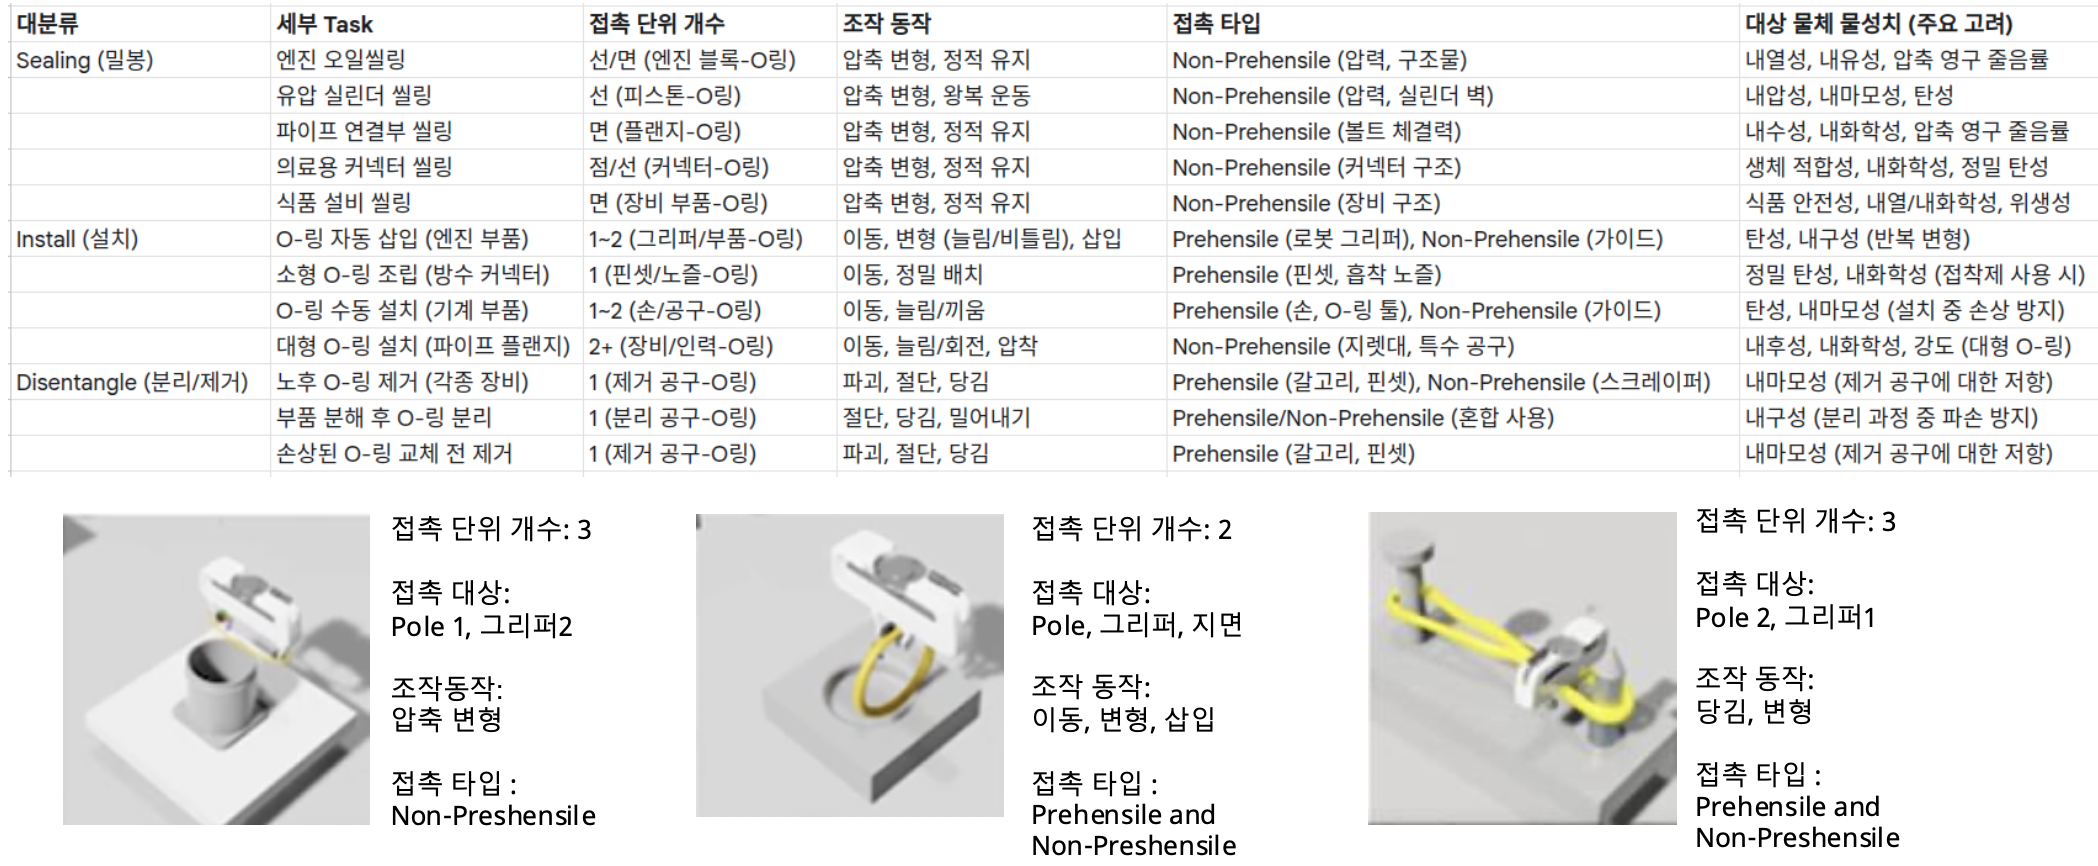 대분류 세부 Task 접촉 단위 개수 조작 동작 접촉 타입 대상 물체 물성치 (주요 고려)
Sealing (밀봉) 엔진 오일씰링 선/면 (엔진 블록-O링) 압축 변형, 정적 유지 Non-Prehensile (압력, 구조물) 내열성, 내유성, 압축 영구 줄음률
유압 실린더 씰링 선 (피스톤-O링) 압축 변형, 왕복 운동 Non-Prehensile (압력, 실린더 벽) 내압성, 내마모성, 탄성
파이프 연결부 씰링 면 (플랜지-O링) 압축 변형, 정적 유지 Non-Prehensile (볼트 체결력) 내수성, 내화학성, 압축 영구 줄음률
의료용 커넥터 씰링 점/선 (커넥터-O링) 압축 변형, 정적 유지 Non-Prehensile (커넥터 구조) 생체 적합성, 내화학성, 정밀 탄성
식품 설비 씰링 면 (장비 부품-O링) 압축 변형, 정적 유지 Non-Prehensile (장비 구조) 식품 안전성, 내열/내화학성, 위생성
Install (설치) O-링 자동 삽입 (엔진 부품) 1~2 (그리퍼/부품-O링) 이동, 변형 (늘림/비틀림), 삽입 Prehensile (로봇 그리퍼), Non-Prehensile (가이드) 탄성, 내구성 (반복 변형)
소형 O-링 조립 (방수 커넥터) 1 (핀셋/노즐-O링) 이동, 정밀 배치 Prehensile (핀셋, 흡착 노즐) 정밀 탄성, 내화학성 (접착제 사용 시)
O-링 수동 설치 (기계 부품) 1~2 (손/공구-O링) 이동, 늘림/끼움 Prehensile (손, O-링 툴), Non-Prehensile (가이드) 탄성, 내마모성 (설치 중 손상 방지)
대형 O-링 설치 (파이프 플랜지) 2+ (장비/인력-O링) 이동, 늘림/회전, 압착 Non-Prehensile (지렛대, 특수 공구) 내후성, 내화학성, 강도 (대형 O-링)
Disentangle (분리/제거) 노후 O-링 제거 (각종 장비) 1 (제거 공구-O링) 파괴, 절단, 당김 Prehensile (갈고리, 핀셋), Non-Prehensile (스크레이퍼) 내마모성 (제거 공구에 대한 저항)
부품 분해 후 O-링 분리 1 (분리 공구-O링) 절단, 당김, 밀어내기 Prehensile/Non-Prehensile (혼합 사용) 내구성 (분리 과정 중 파손 방지)
손상된 O-링 교체 전 제거 1 (제거 공구-O링) 파괴, 절단, 당김 Prehensile (갈고리, 핀셋) 내마모성 (제거 공구에 대한 저항)
접촉 단위 개수: 3
접촉 대상:
Pole 1, 그리퍼2
조작동작:
압축 변형
접촉 타입 :
Non-Preshensile
접촉 단위 개수: 2
접촉 대상:
Pole, 그리퍼, 지면
조작 동작:
이동, 변형, 삽입
접촉 타입 :
Prehensile and
Non-Preshensile
접촉 단위 개수: 3
접촉 대상:
Pole 2, 그리퍼1
조작 동작:
당김, 변형
접촉 타입 :
Prehensile and
Non-Preshensile